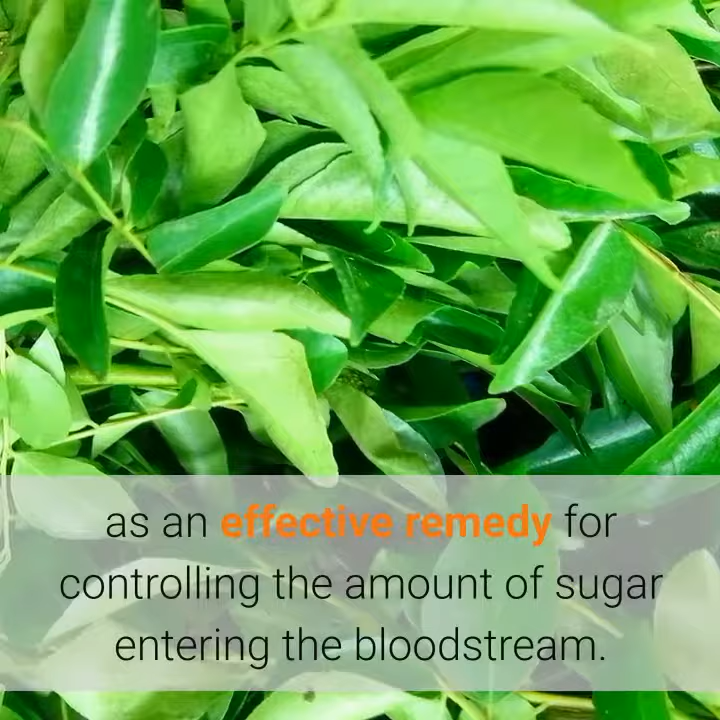 as an effective remedy for
controlling the amount of sugar
entering the bloodstream.